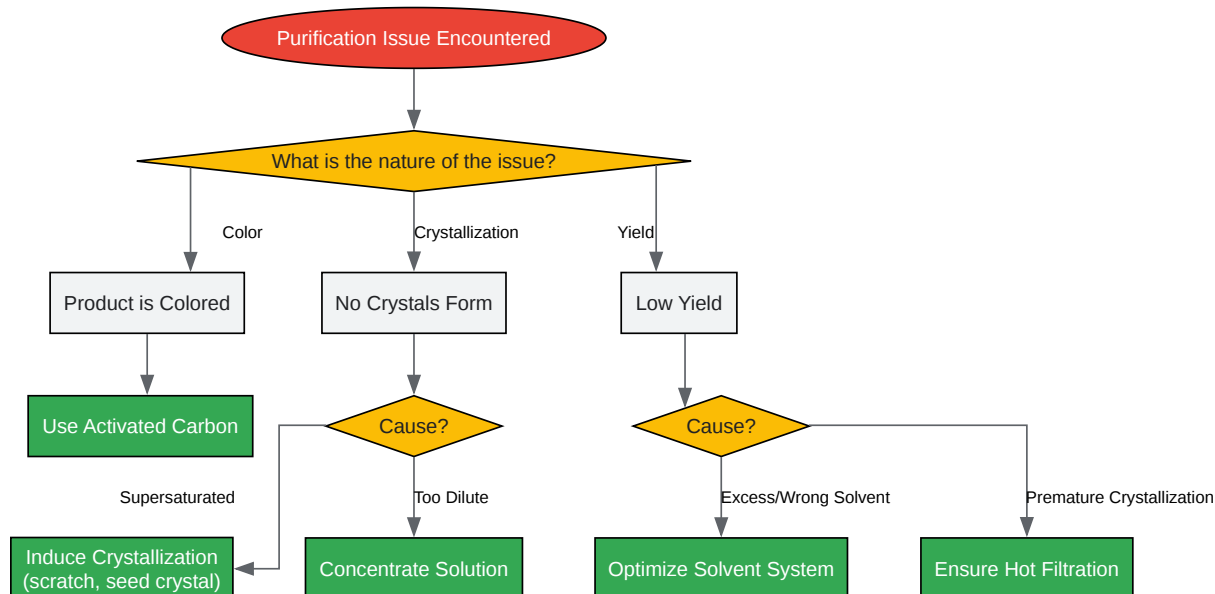 Purification Issue Encountered
What is the nature of the issue?
Color
Crystallization
Yield
Product is Colored
No Crystals Form
Low Yield
Use Activated Carbon
Cause?
Cause?
Supersaturated
Too Dilute
Excess/Wrong Solvent
Premature Crystallization
Induce Crystallization
(scratch, seed crystal)
Concentrate Solution
Optimize Solvent System
Ensure Hot Filtration